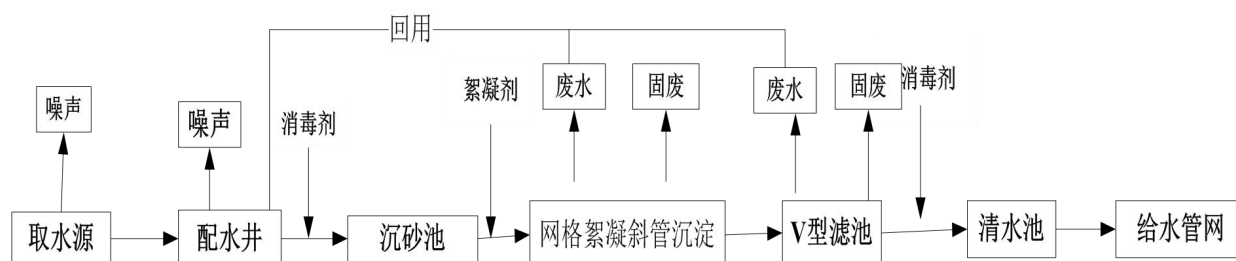 回用
噪声
噪声
消毒剂
絮凝剂
废水
固废
废水
固废
消毒剂
取水源
配水井
沉砂池
网格絮凝斜管沉淀
V型滤池
清水池
给水管网